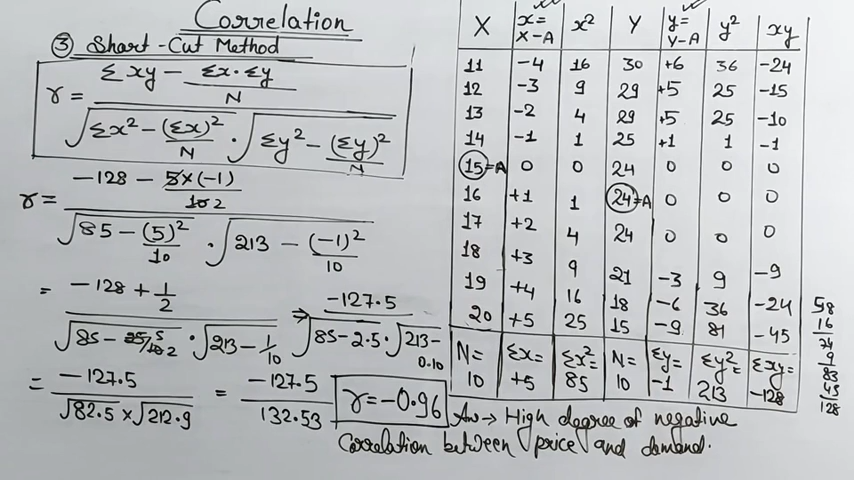 Correlation
③ Short-Cut Method
r = Σxy − Σx·Σy/N / √Σx² − (Σx)²/N · √Σy² − (Σy)²/N
r = −128 − 5×(−1)/10 2 / √85 − (5)²/10 · √213 − (−1)²/10
= −128 + 1/2 / √85 − 25/10 5/2 · √213 − 1/10 ⇒ −127.5 / √85−2.5 · √213−0.10
= −127.5 / √82.5 × √212.9 = −127.5 / 132.53 r = −0.96
X x= X−A x² Y y= Y−A y² xy
11 −4 16 30 +6 36 −24
12 −3 9 29 +5 25 −15
13 −2 4 29 +5 25 −10
14 −1 1 25 +1 1 −1
15=A 0 0 24 0 0 0
16 +1 1 24=A 0 0 0
17 +2 4 24 0 0 0
18 +3 9 21 −3 9 −9
19 +4 16 18 −6 36 −24
20 +5 25 15 −9 81 −45
N= 10 Σx= +5 Σx²= 85 N= 10 Σy= −1 Σy²= 213 Σxy= −128
58
16
74
9
83
45
128
Ans → High degree of negative
Correlation between price and demand.